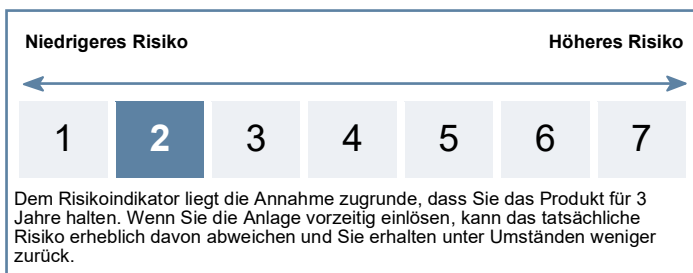 Niedrigeres Risiko Höheres Risiko
1 2 3 4 5 6 7
Dem Risikoindikator liegt die Annahme zugrunde, dass Sie das Produkt für 3
Jahre halten. Wenn Sie die Anlage vorzeitig einlösen, kann das tatsächliche
Risiko erheblich davon abweichen und Sie erhalten unter Umständen weniger
zurück.